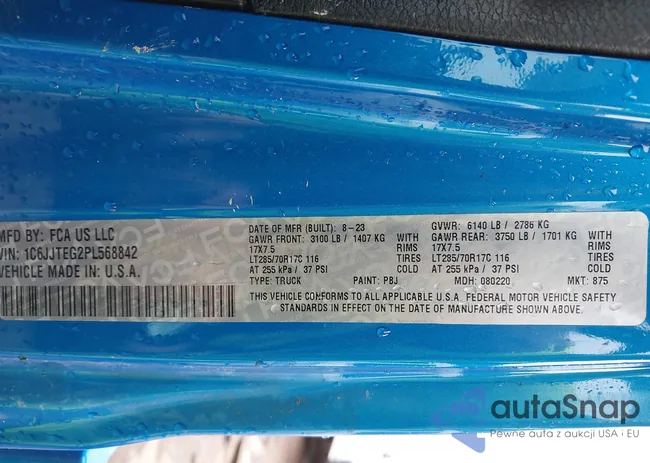 MFD BY: FCA US LLC
VIN: 1C6JJTEG2PL568842
VEHICLE MADE IN U.S.A.
DATE OF MFR (BUILT): 8-23
GAWR FRONT: 3100 LB / 1407 KG WITH
17X7.5 RIMS
LT285/70R17C 116 TIRES
AT 255 kPa / 37 PSI
TYPE: TRUCK PAINT: PBJ
GVWR: 6140 LB / 2786 KG
GAWR REAR: 3750 LB / 1701 KG WITH
17X7.5 RIMS
LT285/70R17C 116 TIRES
AT 255 kPa / 37 PSI
MDH: 080220 MKT: 875
VEHICLE CONFORMS TO ALL APPLICABLE U.S.A. FEDERAL MOTOR VEHICLE SAFETY
STANDARDS IN EFFECT ON THE DATE OF MANUFACTURE SHOWN ABOVE.
autaSnap
Pewne auta z aukcji USA i EU